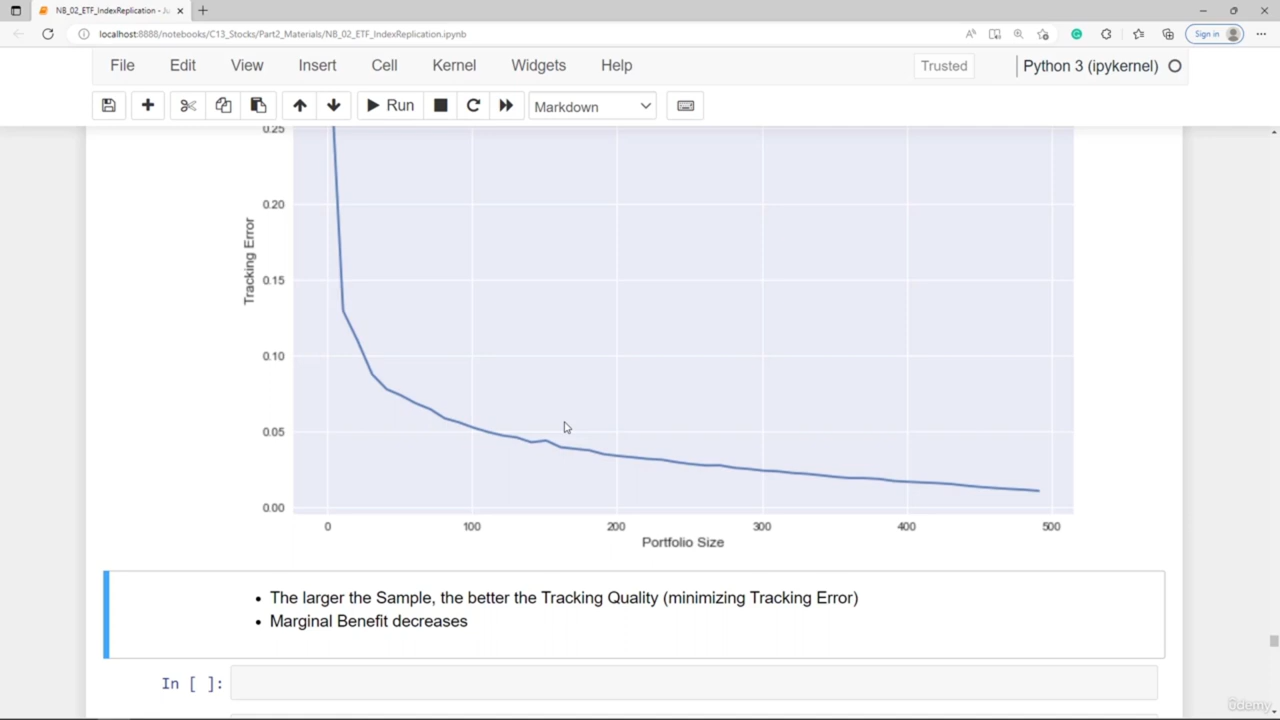 NB_02_ETF_IndexReplication - Ju
localhost:8888/notebooks/C13_Stocks/Part2_Materials/NB_02_ETF_IndexReplication.ipynb
Sign in
File Edit View Insert Cell Kernel Widgets Help
Trusted
Python 3 (ipykernel)
Run
Markdown
0.25
0.20
0.15
0.10
0.05
0.00
Tracking Error
0 100 200 300 400 500
Portfolio Size
• The larger the Sample, the better the Tracking Quality (minimizing Tracking Error)
• Marginal Benefit decreases
In [ ]:
Udemy